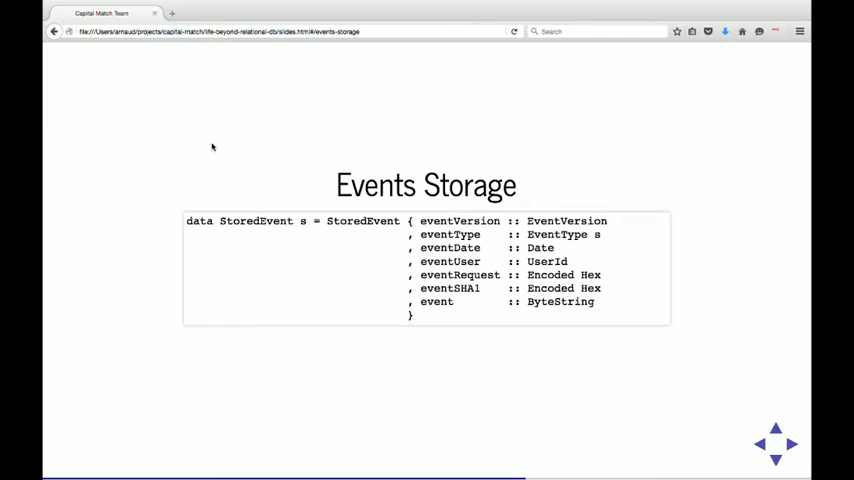 Capital Match Team
file:///Users/arnaud/projects/capital-match/life-beyond-relational-db/slides.html#/events-storage
Search
Events Storage
data StoredEvent s = StoredEvent { eventVersion :: EventVersion
, eventType :: EventType s
, eventDate :: Date
, eventUser :: UserId
, eventRequest :: Encoded Hex
, eventSHA1 :: Encoded Hex
, event :: ByteString
}